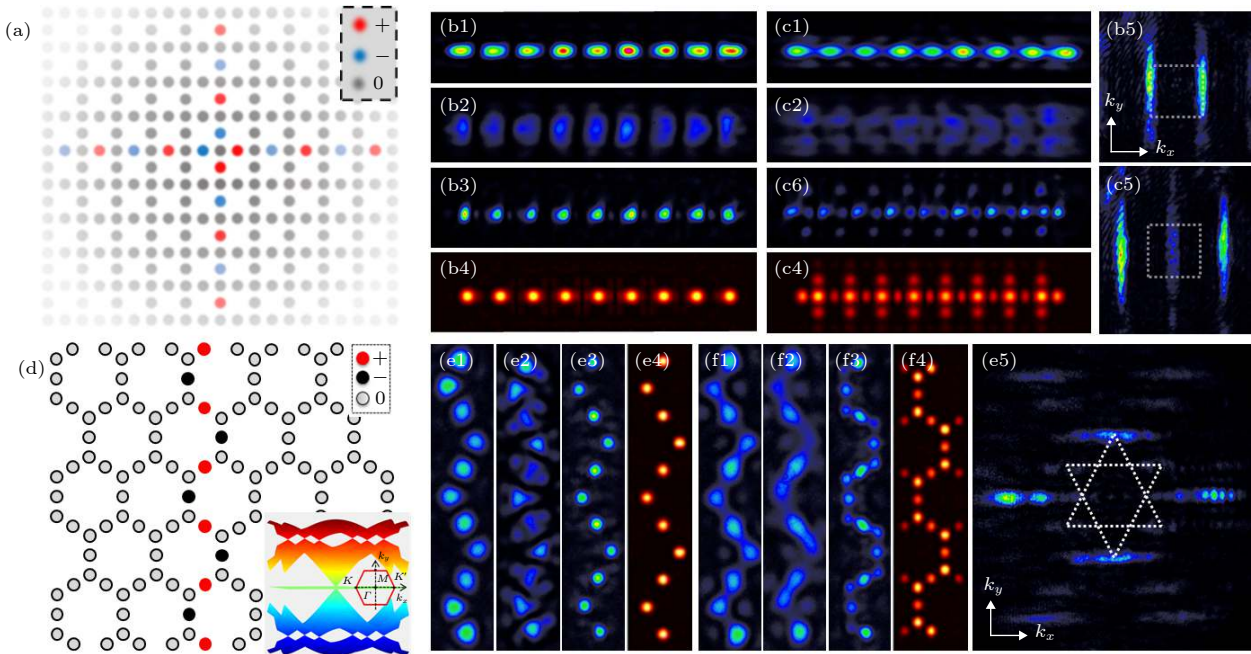 (a)
+
−
0
(b1)
(c1)
(b5)
k_y
k_x
(b2)
(c2)
(b3)
(c6)
(c5)
(b4)
(c4)
(d)
+
−
0
k_y
K
M
K′
Γ
k_x
(e1)
(e2)
(e3)
(e4)
(f1)
(f2)
(f3)
(f4)
(e5)
k_y
k_x